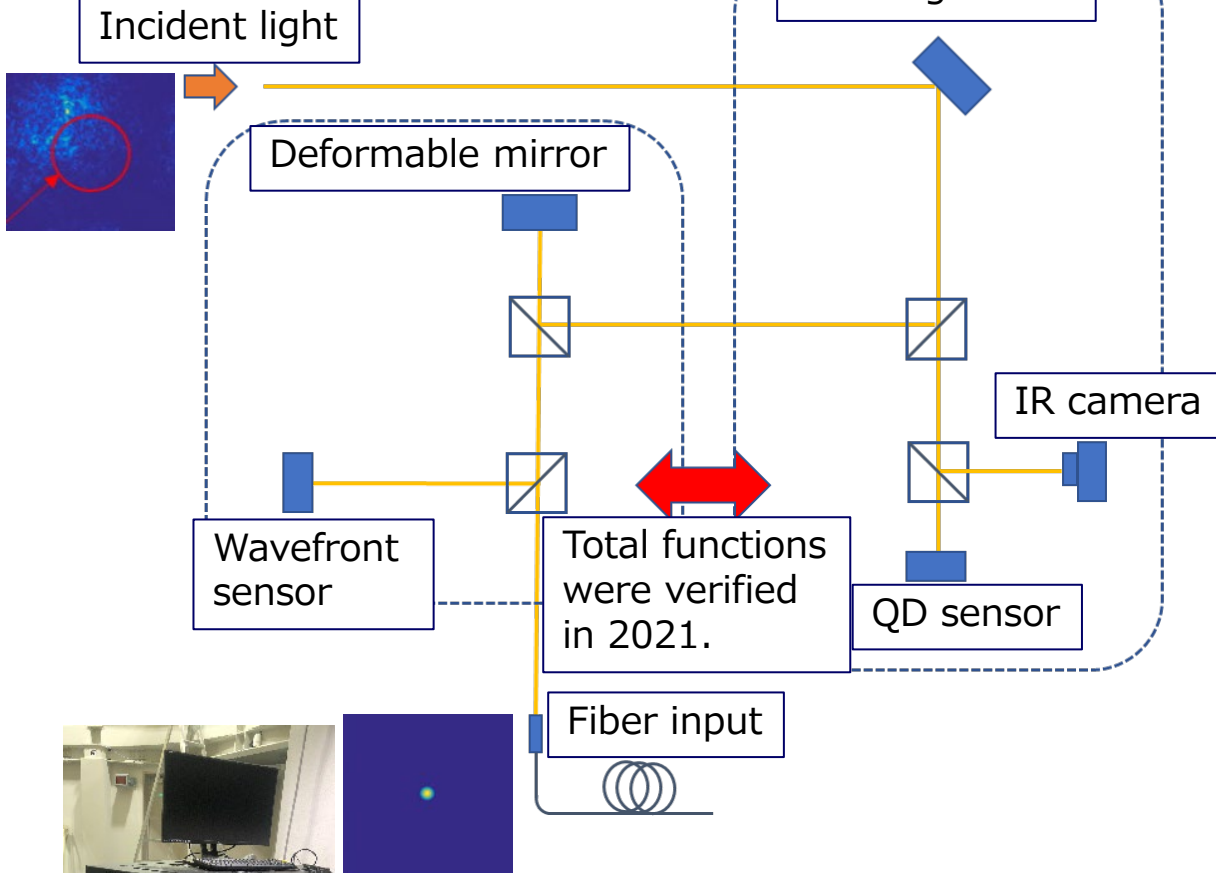 Incident light
Deformable mirror
IR camera
Wavefront
sensor
Total functions
were verified
in 2021.
QD sensor
Fiber input